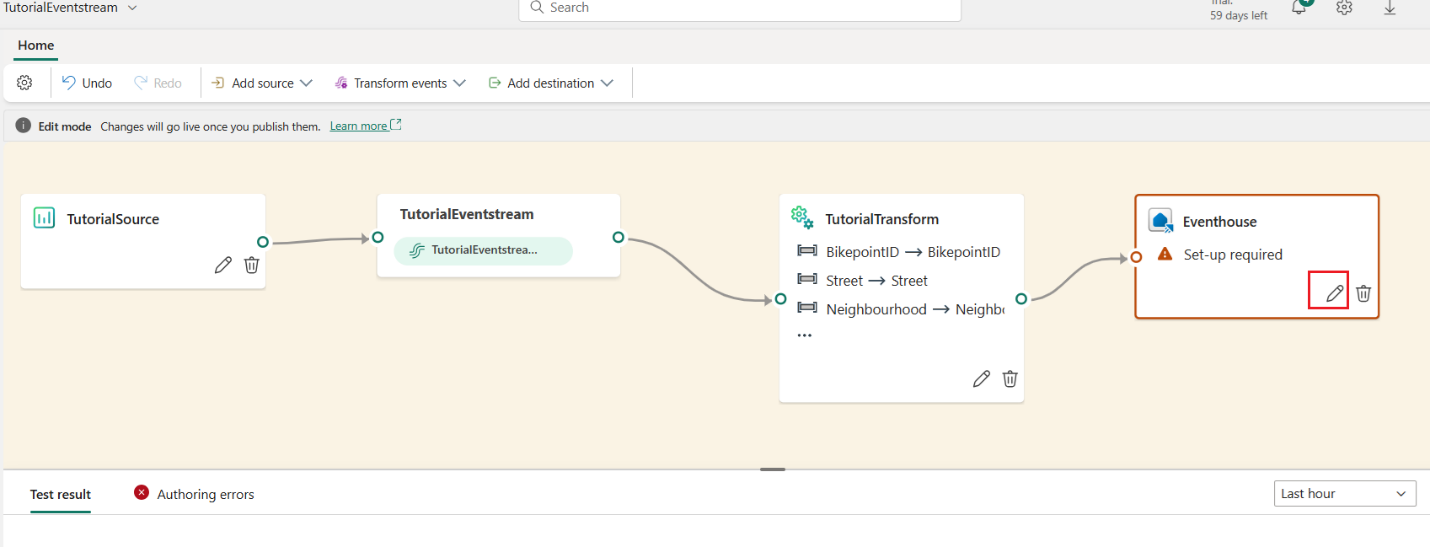 TutorialEventstream
Search
59 days left
Home
Undo
Redo
Add source
Transform events
Add destination
Edit mode Changes will go live once you publish them. Learn more
TutorialSource
TutorialEventstream
TutorialEventstrea...
TutorialTransform
BikepointID → BikepointID
Street → Street
Neighbourhood → Neighb
...
Eventhouse
Set-up required
Test result
Authoring errors
Last hour